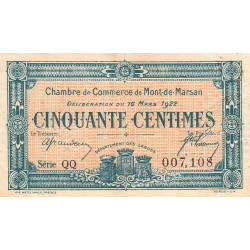 Chambre de Commerce de Mont-de-Marsan
DÉLIBÉRATION DU 16 MARS 1922
CINQUANTE CENTIMES
Le Trésorier, Le Président,
DÉPARTEMENT DES LANDES
Série QQ 007,108